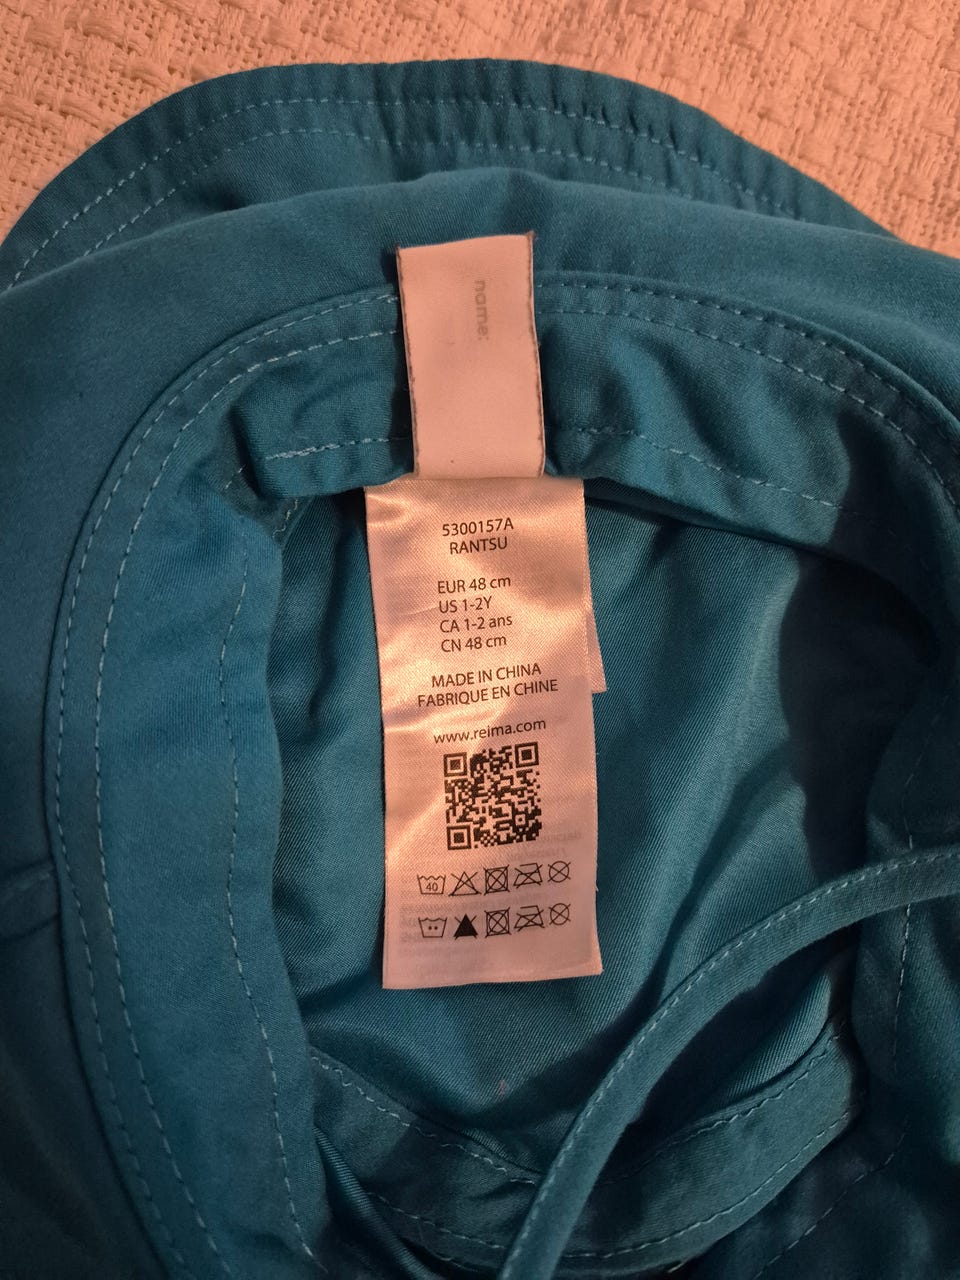 name:
5300157A
RANTSU
EUR 48 cm
US 1-2Y
CA 1-2 ans
CN 48 cm
MADE IN CHINA
FABRIQUE EN CHINE
www.reima.com
40